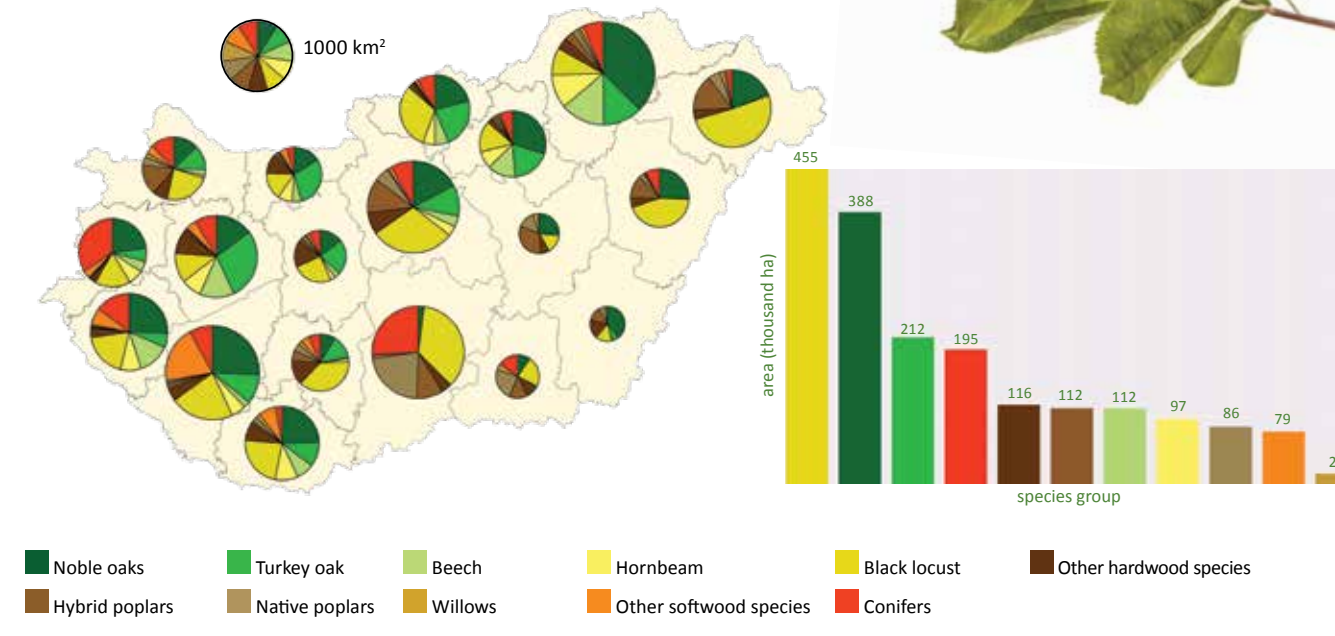 1000 km²
455
388
212
195
116
112
112
97
86
79
area (thousand ha)
species group
Noble oaks
Turkey oak
Beech
Hornbeam
Black locust
Other hardwood species
Hybrid poplars
Native poplars
Willows
Other softwood species
Conifers